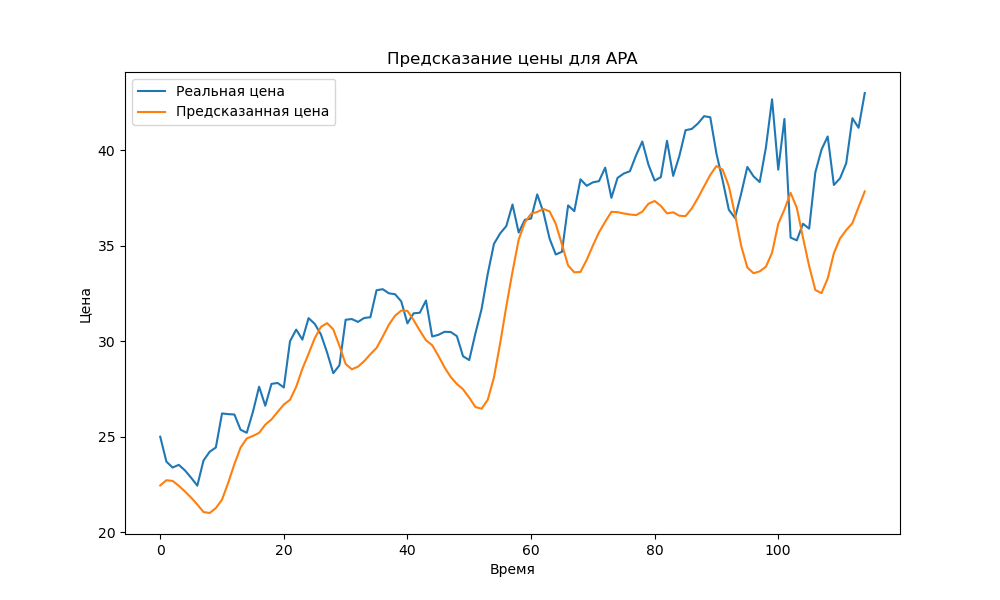 Предсказание цены для APA
Реальная цена
Предсказанная цена
Цена
40
35
30
25
20
0 20 40 60 80 100
Время